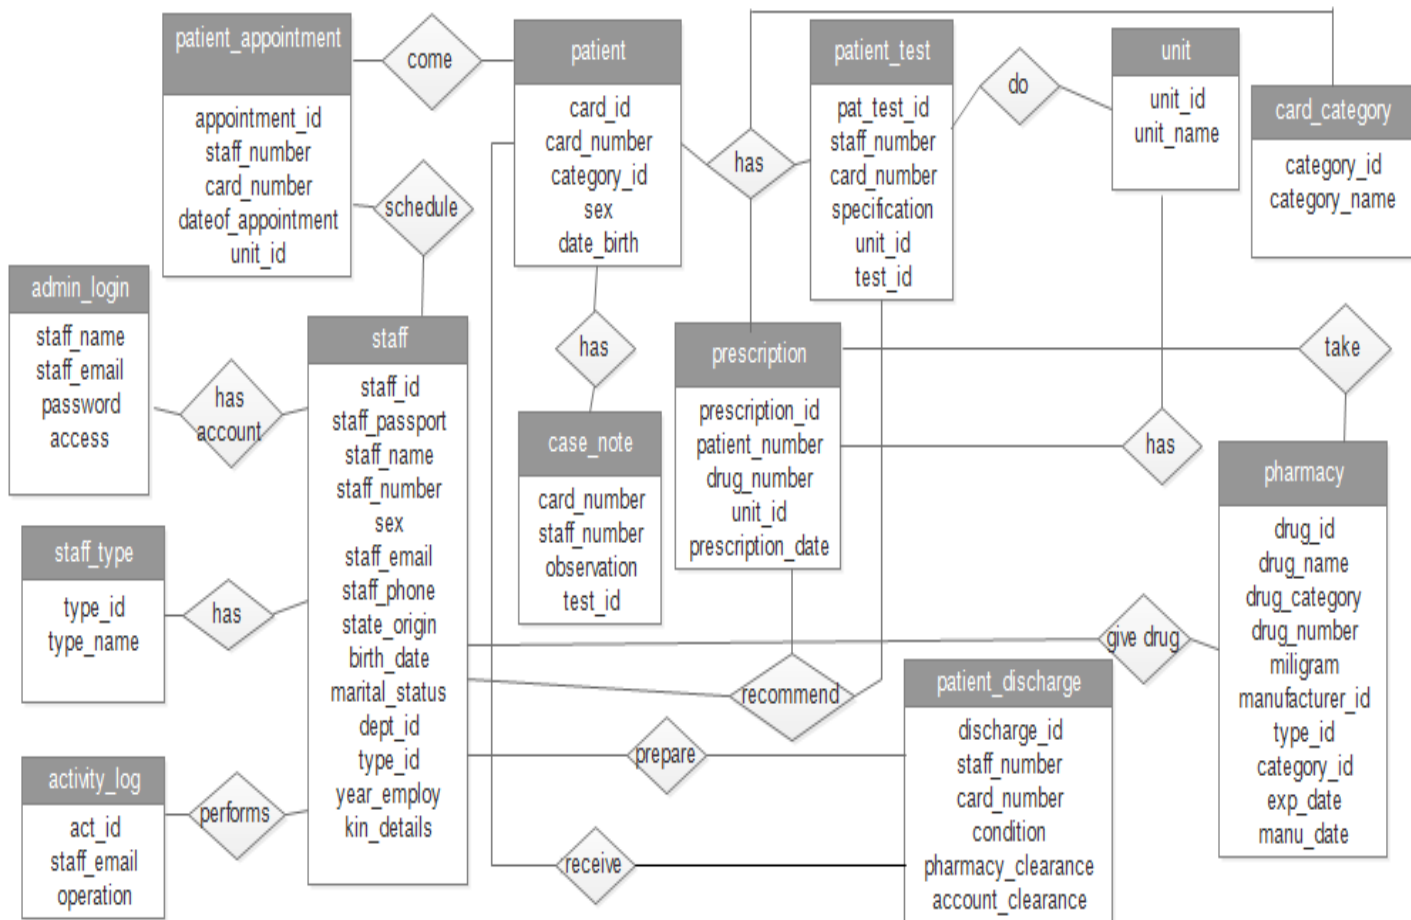 patient_appointment
appointment_id
staff_number
card_number
dateof_appointment
unit_id
come
patient
card_id
card_number
category_id
sex
date_birth
has
patient_test
pat_test_id
staff_number
card_number
specification
unit_id
test_id
do
unit
unit_id
unit_name
card_category
category_id
category_name
schedule
admin_login
staff_name
staff_email
password
access
has
account
staff
staff_id
staff_passport
staff_name
staff_number
sex
staff_email
staff_phone
state_origin
birth_date
marital_status
dept_id
type_id
year_employ
kin_details
has
case_note
card_number
staff_number
observation
test_id
prescription
prescription_id
patient_number
drug_number
unit_id
prescription_date
take
has
pharmacy
drug_id
drug_name
drug_category
drug_number
miligram
manufacturer_id
type_id
category_id
exp_date
manu_date
staff_type
type_id
type_name
has
give drug
recommend
patient_discharge
discharge_id
staff_number
card_number
condition
pharmacy_clearance
account_clearance
prepare
activity_log
act_id
staff_email
operation
performs
receive